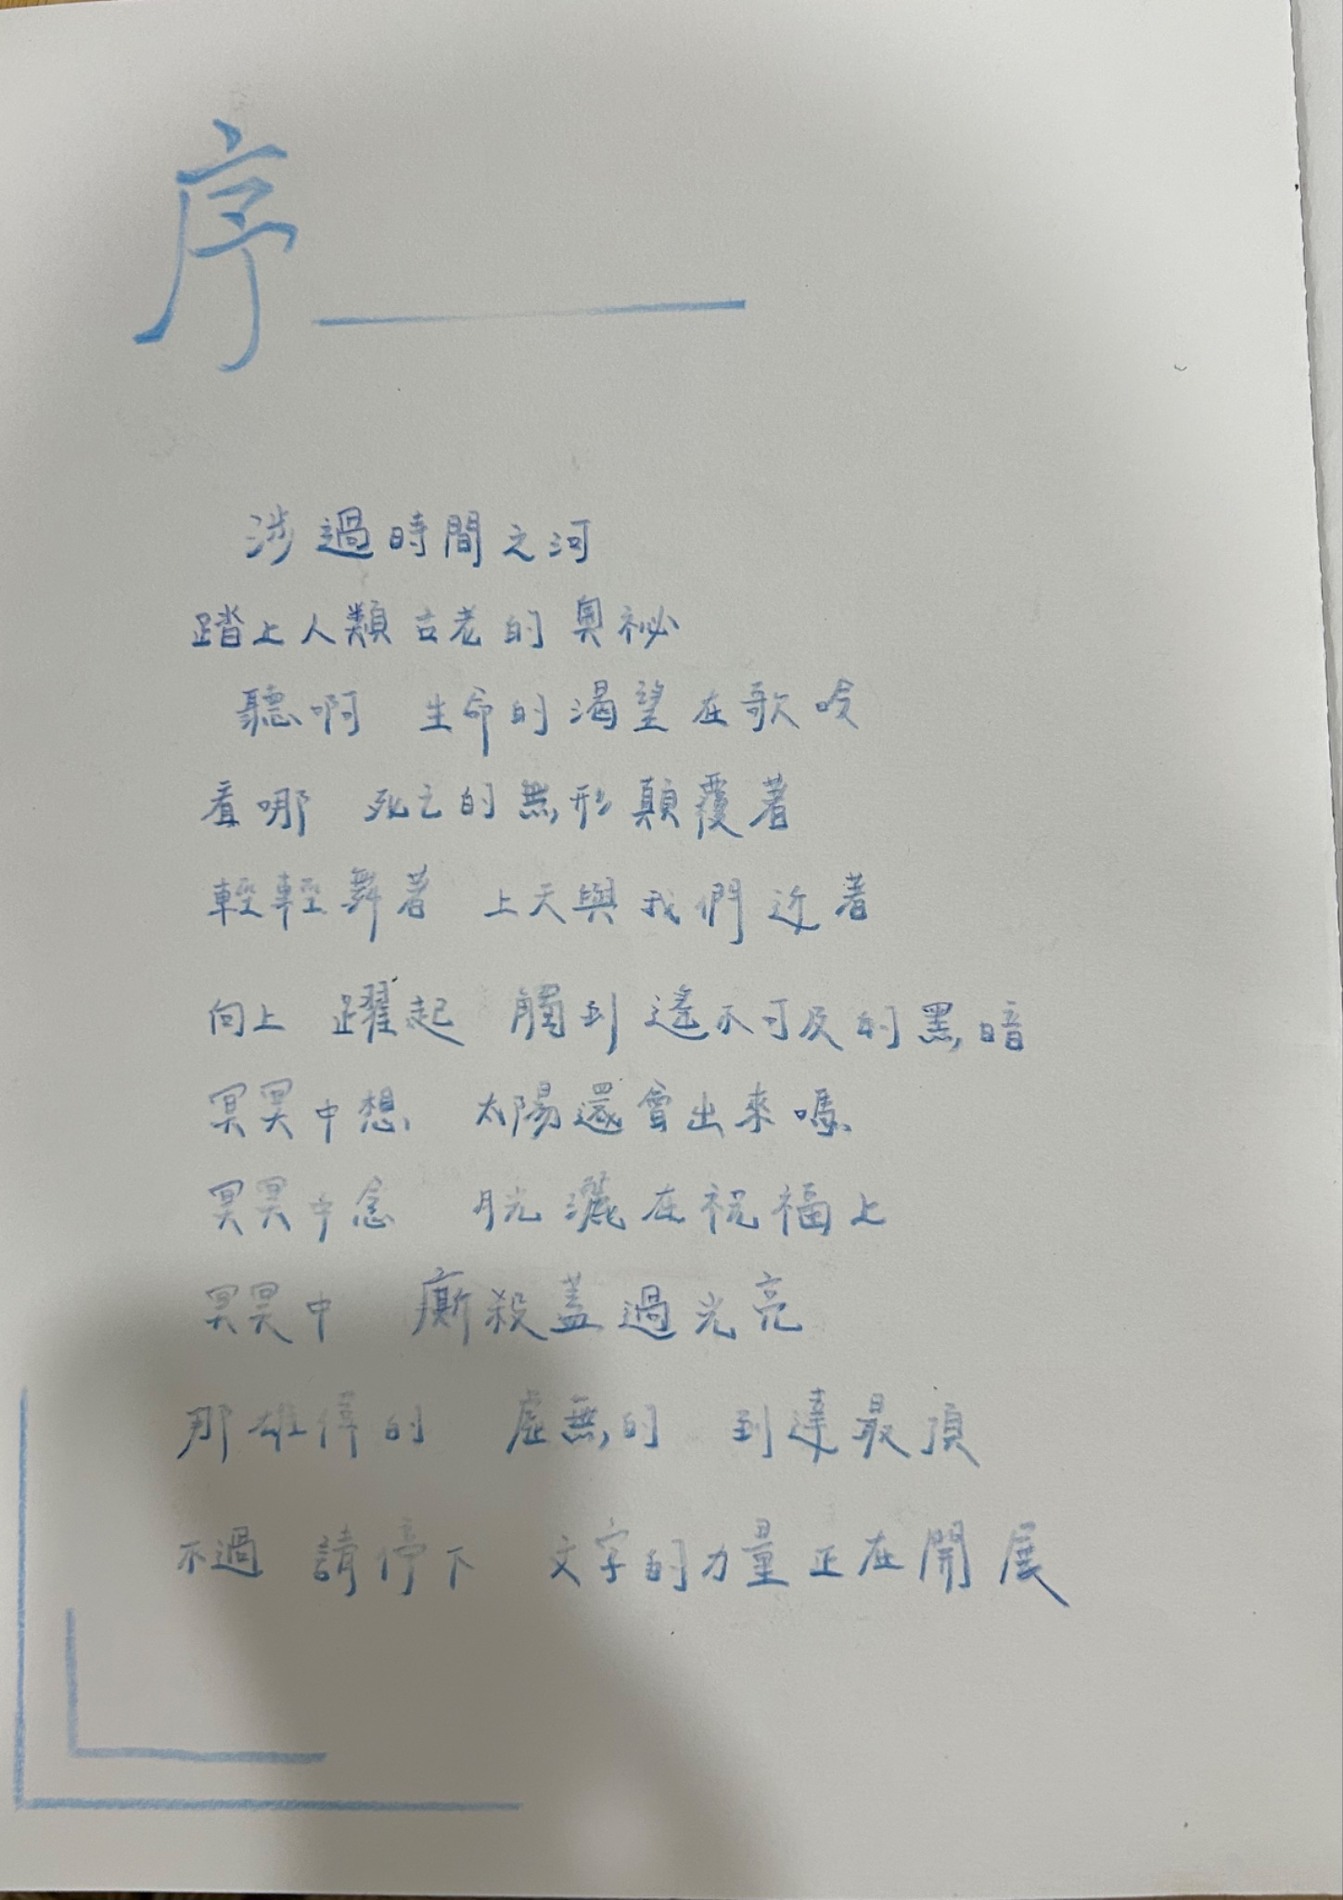 序
涉過時間之河
踏上人類古老的奧祕
聽啊 生命的渴望在歌吟
看哪 死亡的無形顛覆著
輕輕舞著 上天與我們近著
向上 躍起 觸到遙不可及的黑暗
冥冥中想 太陽還會出來嗎
冥冥中念 月光灑在祝福上
冥冥中 廝殺蓋過光亮
那雄偉的 虛無的 到達最頂
不過 請停下 文字的力量正在開展